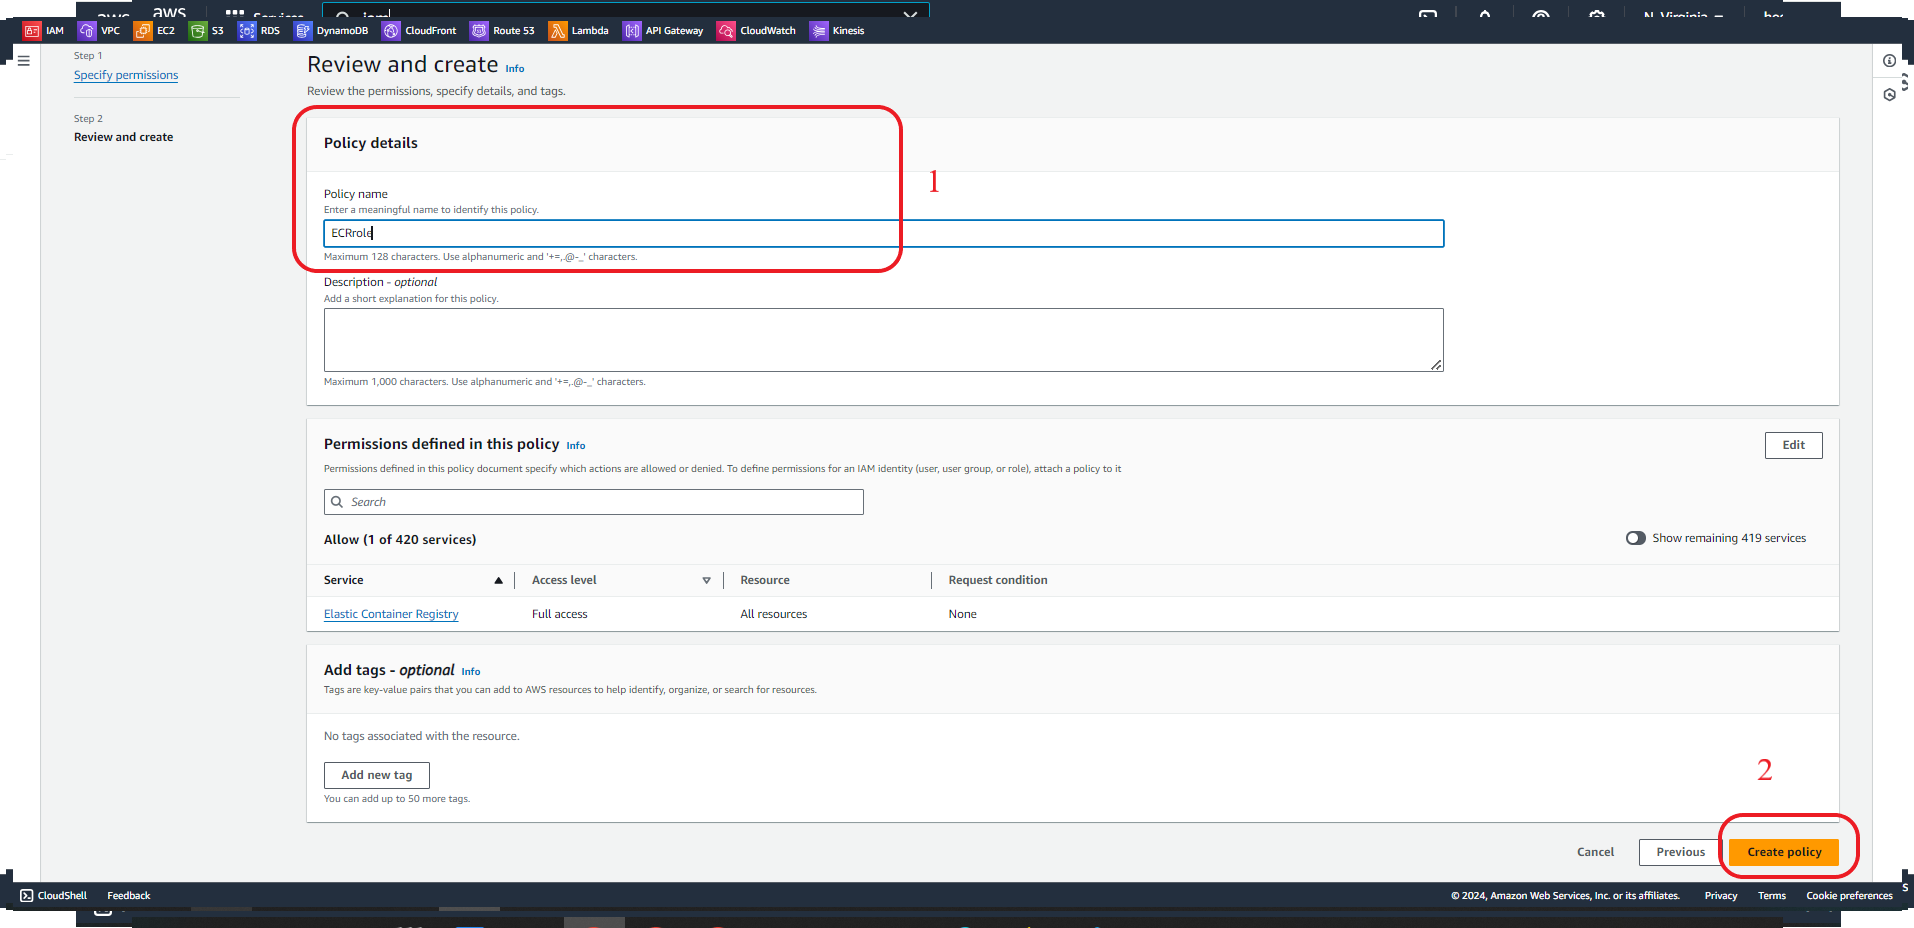 aws
IAM VPC EC2 S3 RDS DynamoDB CloudFront Route 53 Lambda API Gateway CloudWatch Kinesis
Step 1
Specify permissions
Step 2
Review and create
Review and create Info
Review the permissions, specify details, and tags.
Policy details
1
Policy name
Enter a meaningful name to identify this policy.
ECRrole
Maximum 128 characters. Use alphanumeric and '+=,.@-_' characters.
Description - optional
Add a short explanation for this policy.
Maximum 1,000 characters. Use alphanumeric and '+=,.@-_' characters.
Permissions defined in this policy Info
Edit
Permissions defined in this policy document specify which actions are allowed or denied. To define permissions for an IAM identity (user, user group, or role), attach a policy to it
Search
Allow (1 of 420 services)
Show remaining 419 services
Service Access level Resource Request condition
Elastic Container Registry Full access All resources None
Add tags - optional Info
Tags are key-value pairs that you can add to AWS resources to help identify, organize, or search for resources.
No tags associated with the resource.
Add new tag
You can add up to 50 more tags.
2
Cancel Previous Create policy
CloudShell Feedback
© 2024, Amazon Web Services, Inc. or its affiliates. Privacy Terms Cookie preferences